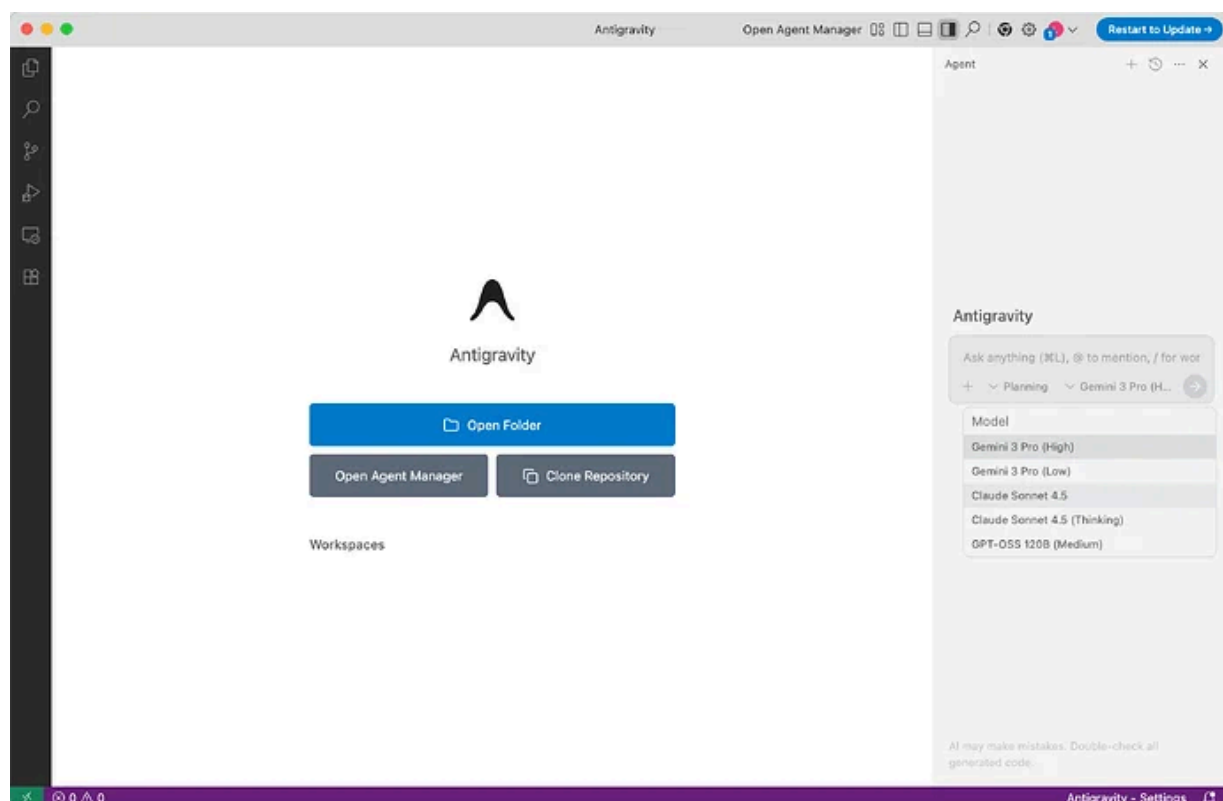 Antigravity
Open Agent Manager
Restart to Update →
Agent
Antigravity
Open Folder
Open Agent Manager
Clone Repository
Workspaces
Antigravity
Ask anything (⌘L), @ to mention, / for wor
Planning
Gemini 3 Pro (H...
Model
Gemini 3 Pro (High)
Gemini 3 Pro (Low)
Claude Sonnet 4.5
Claude Sonnet 4.5 (Thinking)
GPT-OSS 120B (Medium)
AI may make mistakes. Double-check all
generated code.
0 0
Antigravity - Settings